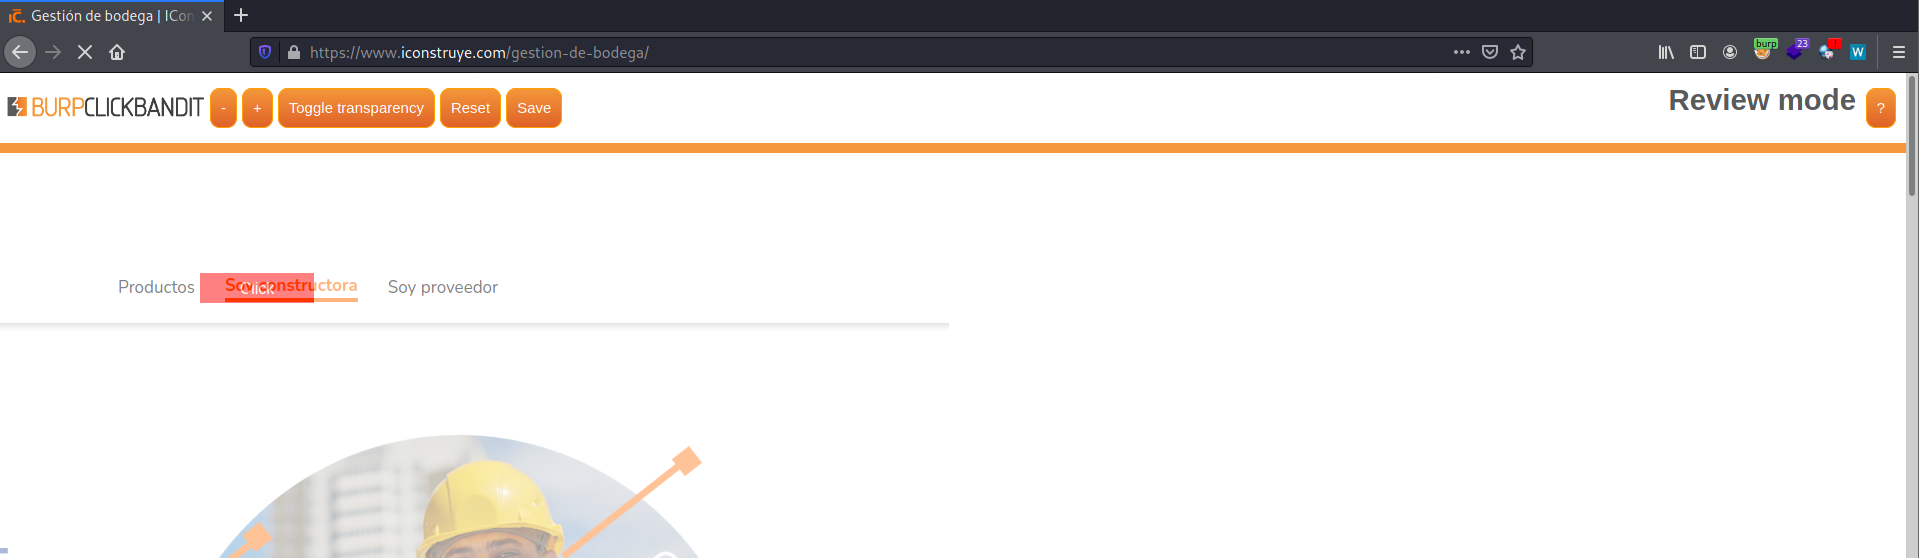 Gestión de bodega | ICon
https://www.iconstruye.com/gestion-de-bodega/
burp
23
W
BURPCLICKBANDIT
-
+
Toggle transparency
Reset
Save
Review mode
?
Productos
Soy constructora
Click
Soy proveedor